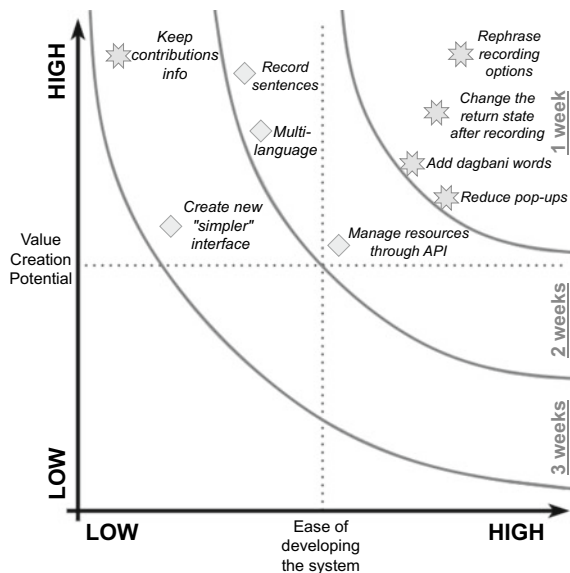 HIGH
Keep
contributions
info
Record
sentences
Multi-
language
Rephrase
recording
options
Change the
return state
after recording
1 week
Add dagbani words
Reduce pop-ups
Create new
"simpler"
interface
Manage resources
through API
Value
Creation
Potential
2 weeks
3 weeks
LOW
LOW
Ease of
developing
the system
HIGH